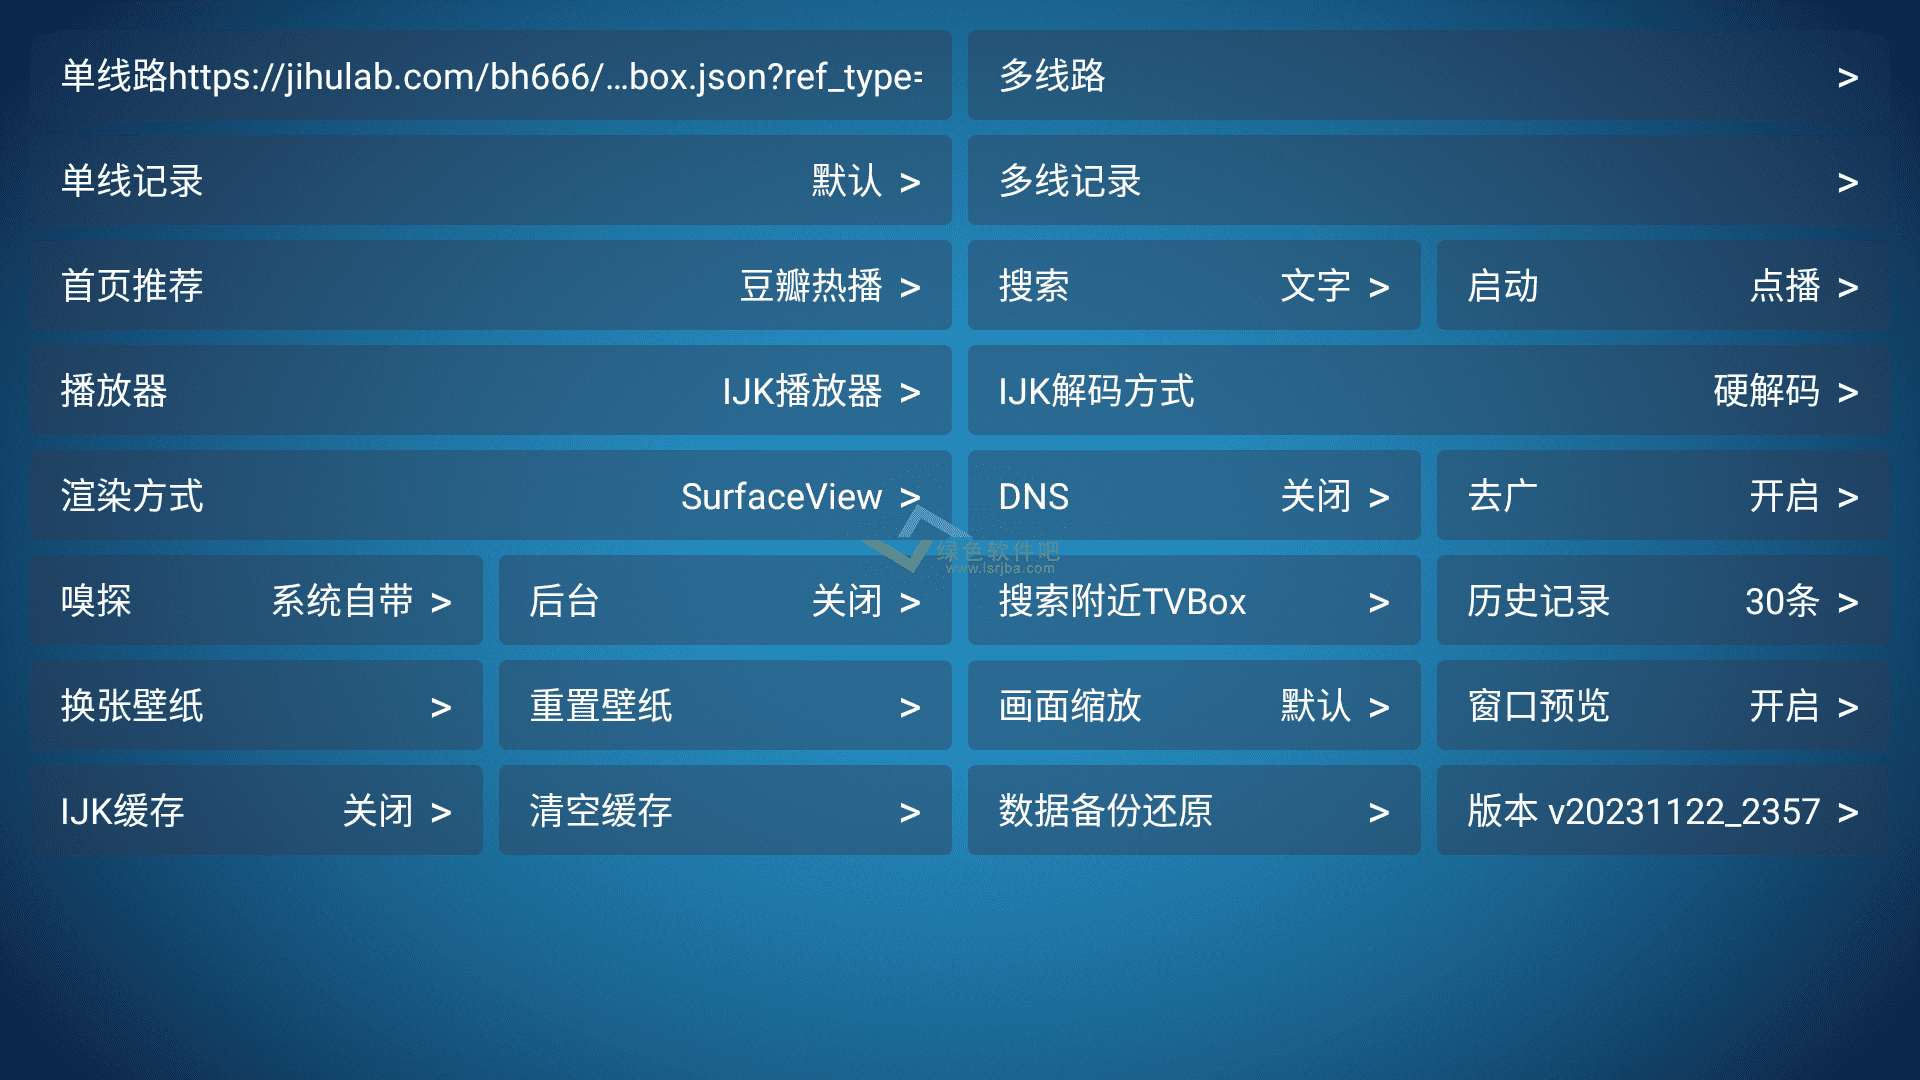 单线路https://jihulab.com/bh666/...box.json?ref_type=
多线路 >
单线记录 默认 >
多线记录 >
首页推荐 豆瓣热播 >
搜索 文字 >
启动 点播 >
播放器 IJK播放器 >
IJK解码方式 硬解码 >
渲染方式 SurfaceView >
DNS 关闭 >
去广 开启 >
绿色软件吧
www.lsrjba.com
嗅探 系统自带 >
后台 关闭 >
搜索附近TVBox >
历史记录 30条 >
换张壁纸 >
重置壁纸 >
画面缩放 默认 >
窗口预览 开启 >
IJK缓存 关闭 >
清空缓存 >
数据备份还原 >
版本 v20231122_2357 >